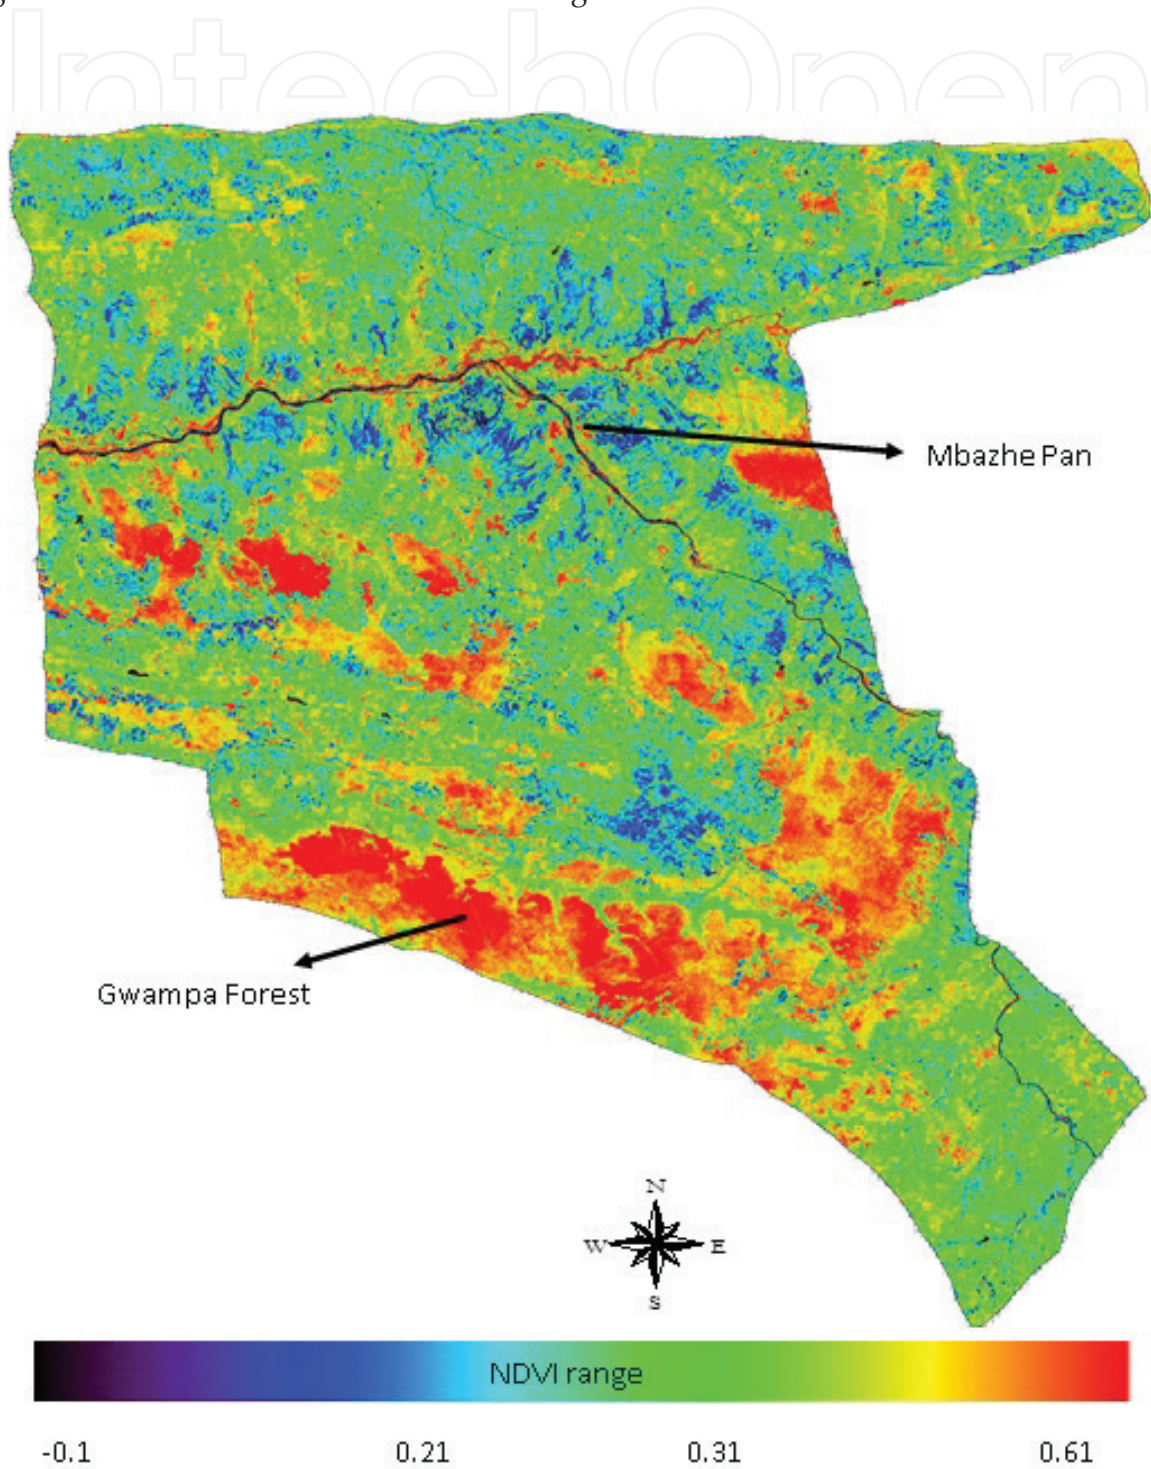 IntechOpen
Mbazhe Pan
Gwampa Forest
N
W E
S
NDVI range
-0.1 0.21 0.31 0.61